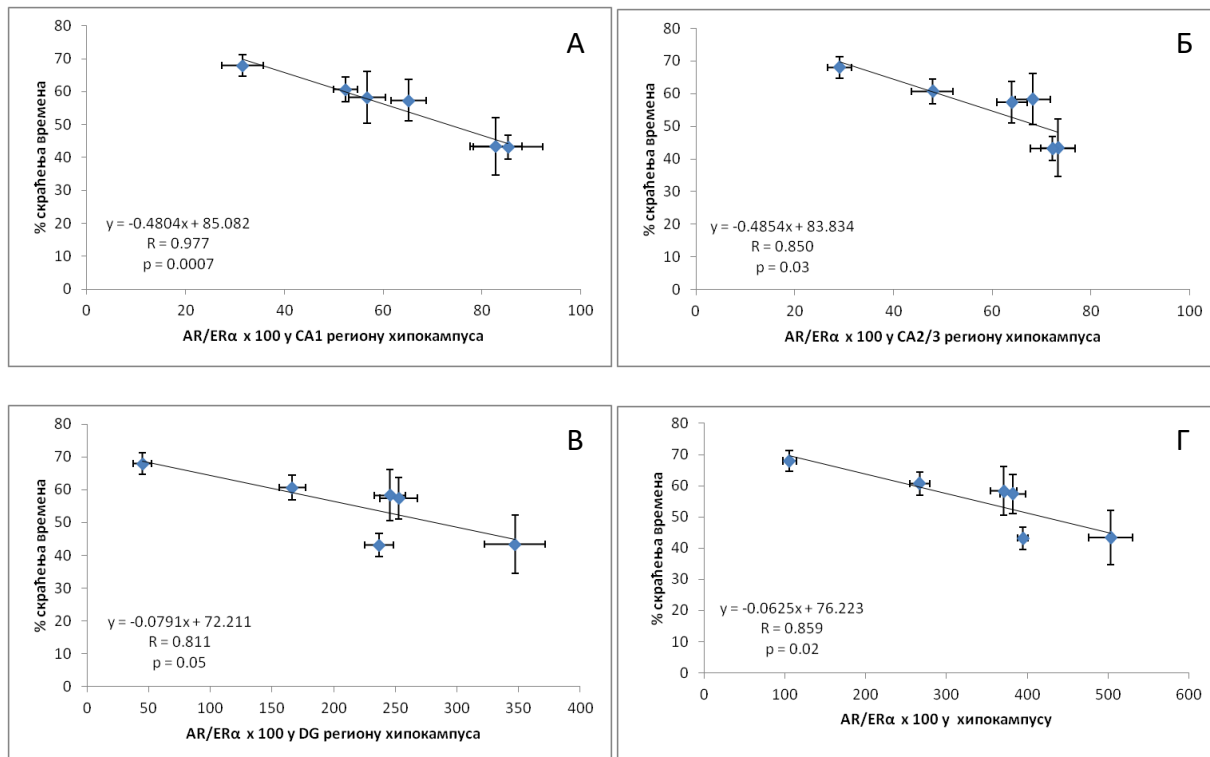 А
% скраћења времена
80
70
60
50
40
30
20
10
0
y = -0.4804x + 85.082
R = 0.977
p = 0.0007
0 20 40 60 80 100
AR/ERα x 100 у CA1 региону хипокампуса
Б
% скраћења времена
80
70
60
50
40
30
20
10
0
y = -0.4854x + 83.834
R = 0.850
p = 0.03
0 20 40 60 80 100
AR/ERα x 100 у CA2/3 региону хипокампуса
В
% скраћења времена
80
70
60
50
40
30
20
10
0
y = -0.0791x + 72.211
R = 0.811
p = 0.05
0 50 100 150 200 250 300 350 400
AR/ERα x 100 у DG региону хипокампуса
Г
% скраћења времена
80
70
60
50
40
30
20
10
0
y = -0.0625x + 76.223
R = 0.859
p = 0.02
0 100 200 300 400 500 600
AR/ERα x 100 у хипокампусу